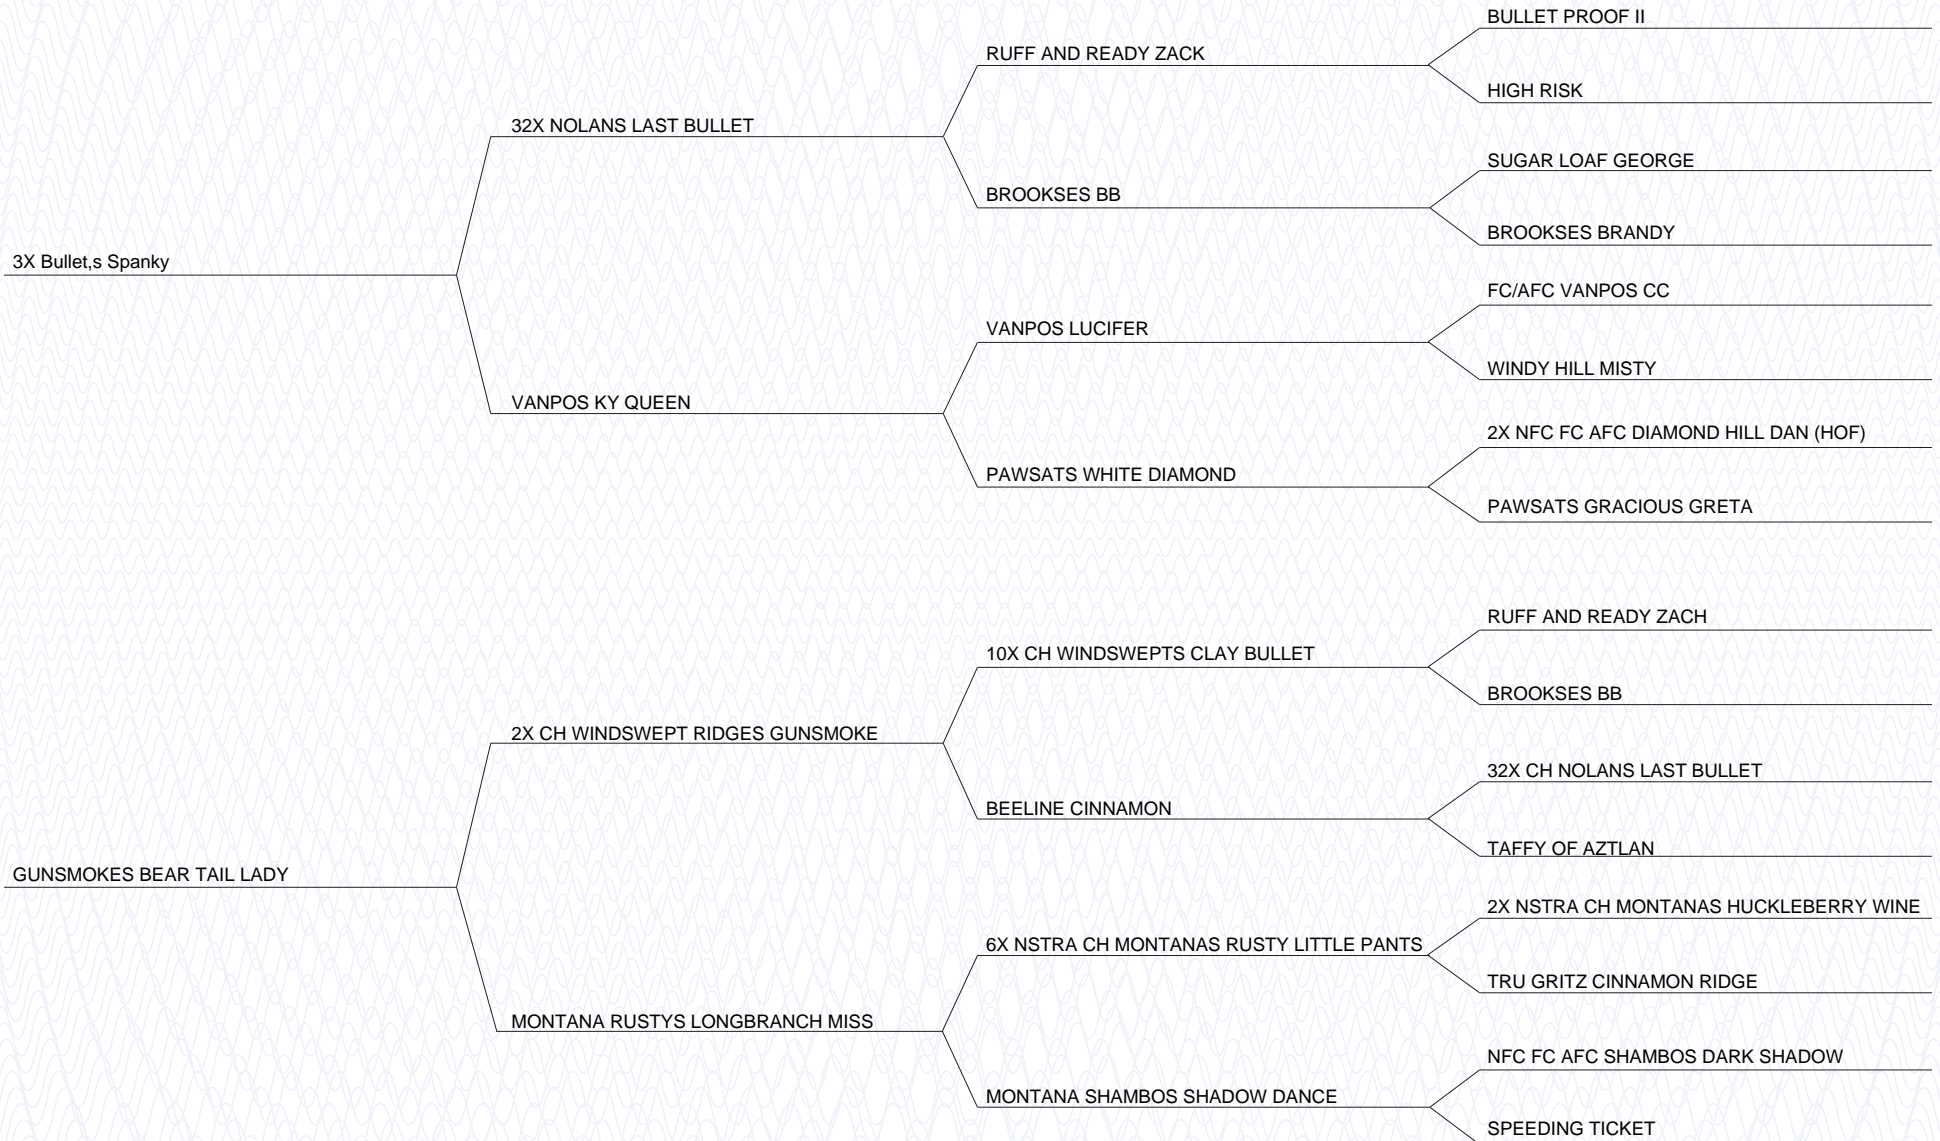 BULLET PROOF II
RUFF AND READY ZACK
HIGH RISK
32X NOLANS LAST BULLET
SUGAR LOAF GEORGE
BROOKSES BB
BROOKSES BRANDY
3X Bullet,s Spanky
FC/AFC VANPOS CC
VANPOS LUCIFER
WINDY HILL MISTY
VANPOS KY QUEEN
2X NFC FC AFC DIAMOND HILL DAN (HOF)
PAWSATS WHITE DIAMOND
PAWSATS GRACIOUS GRETA
RUFF AND READY ZACH
10X CH WINDSWEPTS CLAY BULLET
BROOKSES BB
2X CH WINDSWEPT RIDGES GUNSMOKE
32X CH NOLANS LAST BULLET
BEELINE CINNAMON
TAFFY OF AZTLAN
GUNSMOKES BEAR TAIL LADY
2X NSTRA CH MONTANAS HUCKLEBERRY WINE
6X NSTRA CH MONTANAS RUSTY LITTLE PANTS
TRU GRITZ CINNAMON RIDGE
MONTANA RUSTYS LONGBRANCH MISS
NFC FC AFC SHAMBOS DARK SHADOW
MONTANA SHAMBOS SHADOW DANCE
SPEEDING TICKET